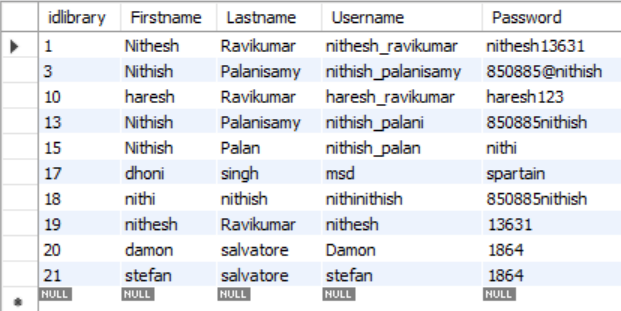 idlibrary Firstname Lastname Username Password
1 Nithesh Ravikumar nithesh_ravikumar nithesh13631
3 Nithish Palanisamy nithish_palanisamy 850885@nithish
10 haresh Ravikumar haresh_ravikumar haresh123
13 Nithish Palanisamy nithish_palani 850885nithish
15 Nithish Palan nithish_palan nithi
17 dhoni singh msd spartain
18 nithi nithish nithinithish 850885nithish
19 nithesh Ravikumar nithesh 13631
20 damon salvatore Damon 1864
21 stefan salvatore stefan 1864
NULL NULL NULL NULL NULL